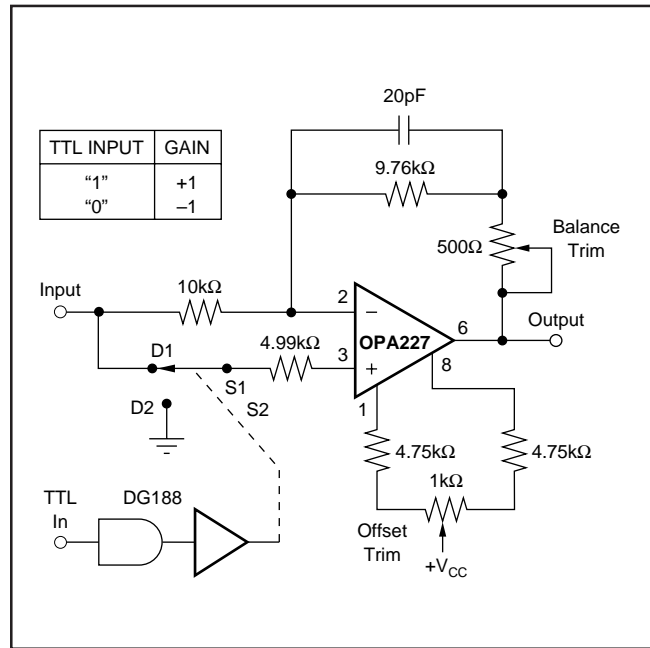 20pF
TTL INPUT GAIN
“1” +1
“0” –1
9.76kΩ
500Ω
Balance
Trim
Input
10kΩ
2
–
OPA227
6
Output
D1
S1
4.99kΩ
3
+
8
D2
S2
1
4.75kΩ
4.75kΩ
TTL
In
DG188
1kΩ
Offset
Trim
+VCC